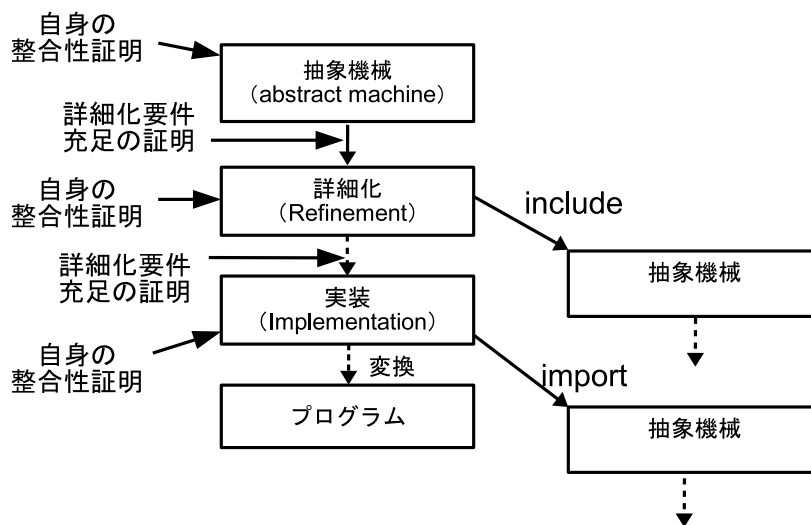 自身の
整合性証明
抽象機械
（abstract machine）
詳細化要件
充足の証明
自身の
整合性証明
詳細化
（Refinement）
include
抽象機械
詳細化要件
充足の証明
実装
（Implementation）
自身の
整合性証明
変換
import
プログラム
抽象機械